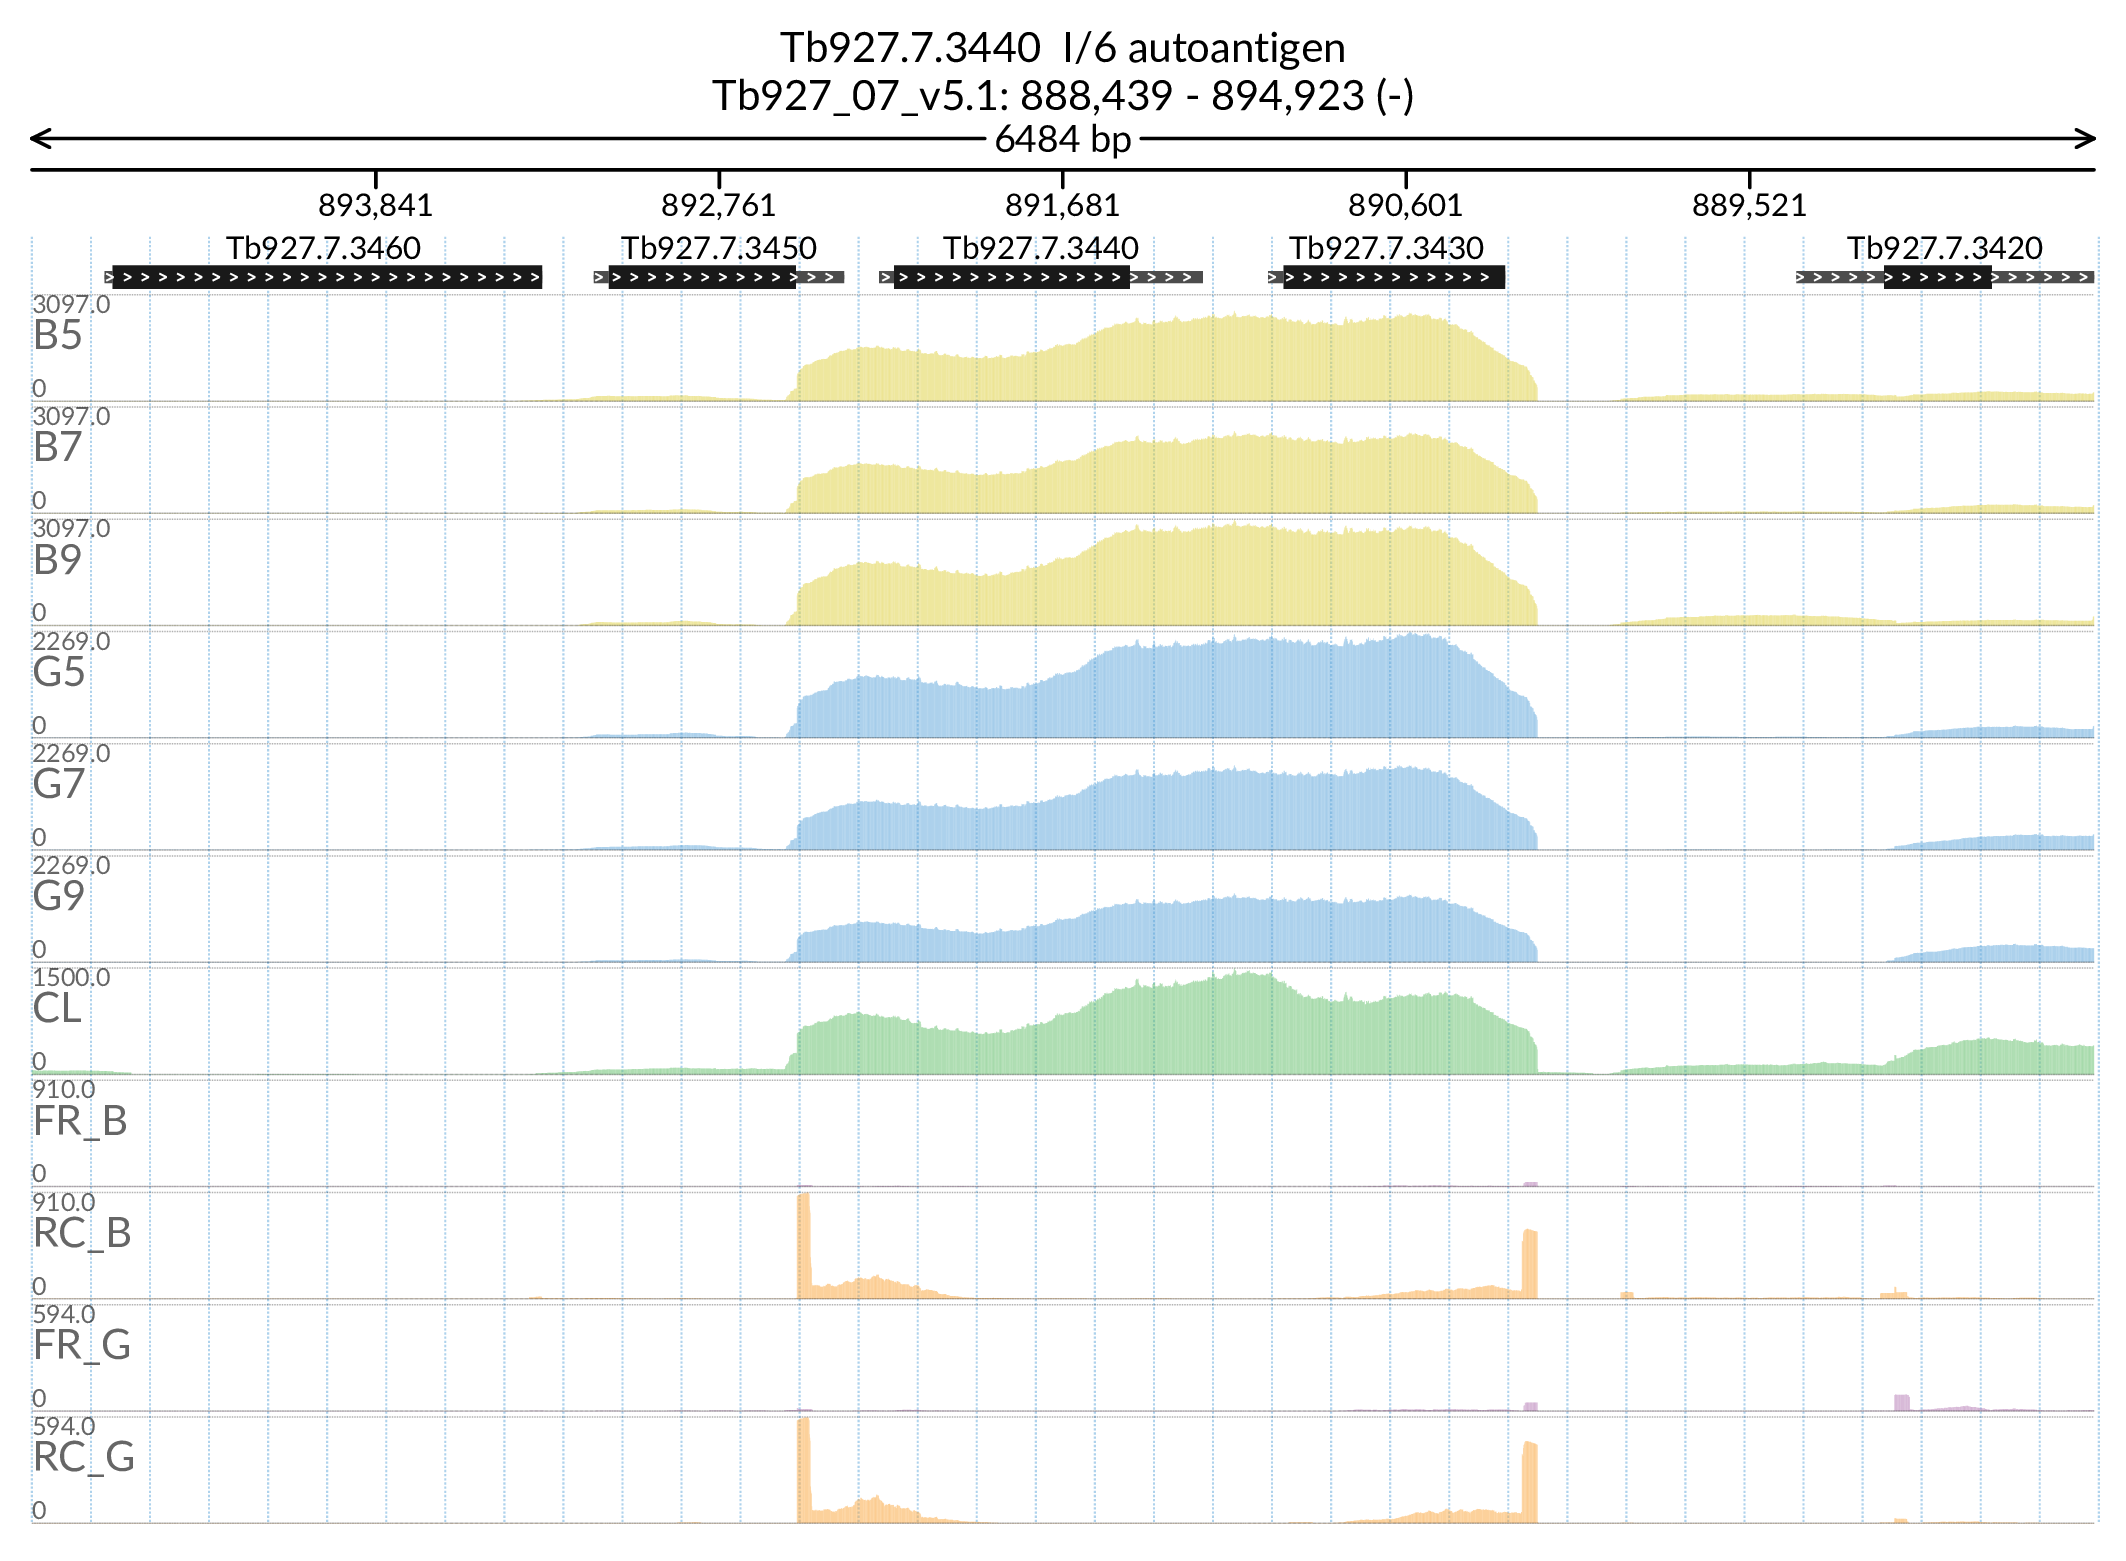 Tb927.7.3440 I/6 autoantigen
Tb927_07_v5.1: 888,439 - 894,923 (-)
6484 bp
893,841 892,761 891,681 890,601 889,521
Tb927.7.3460 Tb927.7.3450 Tb927.7.3440 Tb927.7.3430 Tb927.7.3420
3097.0
B5
0
3097.0
B7
0
3097.0
B9
0
2269.0
G5
0
2269.0
G7
0
2269.0
G9
0
1500.0
CL
0
910.0
FR_B
0
910.0
RC_B
0
594.0
FR_G
0
594.0
RC_G
0